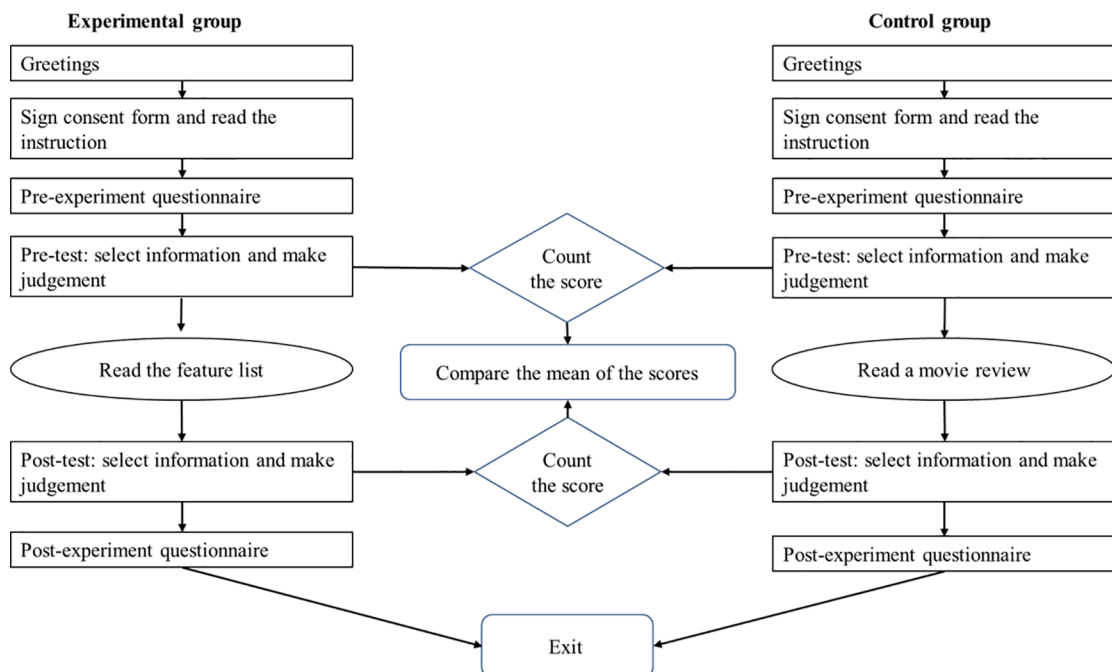 Experimental group
Greetings
Sign consent form and read the
instruction
Pre-experiment questionnaire
Pre-test: select information and make
judgement
Read the feature list
Post-test: select information and make
judgement
Post-experiment questionnaire
Count
the score
Compare the mean of the scores
Count
the score
Exit
Control group
Greetings
Sign consent form and read the
instruction
Pre-experiment questionnaire
Pre-test: select information and make
judgement
Read a movie review
Post-test: select information and make
judgement
Post-experiment questionnaire